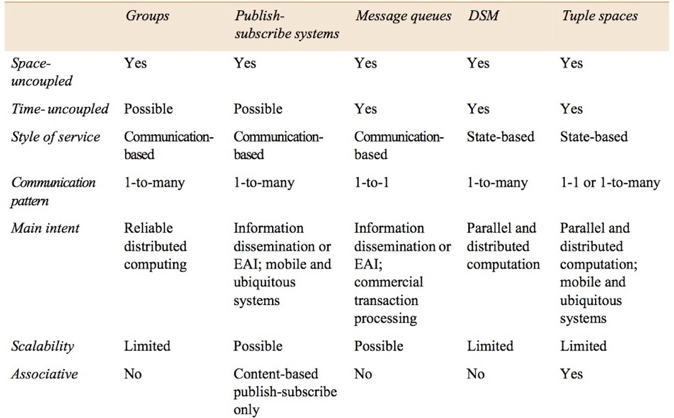 Groups Publish- Message queues DSM Tuple spaces
subscribe systems
Space- Yes Yes Yes Yes Yes
uncoupled
Time- uncoupled Possible Possible Yes Yes Yes
Style of service Communication- Communication- Communication- State-based State-based
based based based
Communication 1-to-many 1-to-many 1-to-1 1-to-many 1-1 or 1-to-many
pattern
Main intent Reliable Information Information Parallel and Parallel and
distributed dissemination or dissemination or distributed distributed
computing EAI; mobile and EAI; computation computation;
ubiquitous commercial mobile and
systems transaction ubiquitous
processing systems
Scalability Limited Possible Possible Limited Limited
Associative No Content-based No No Yes
publish-subscribe
only